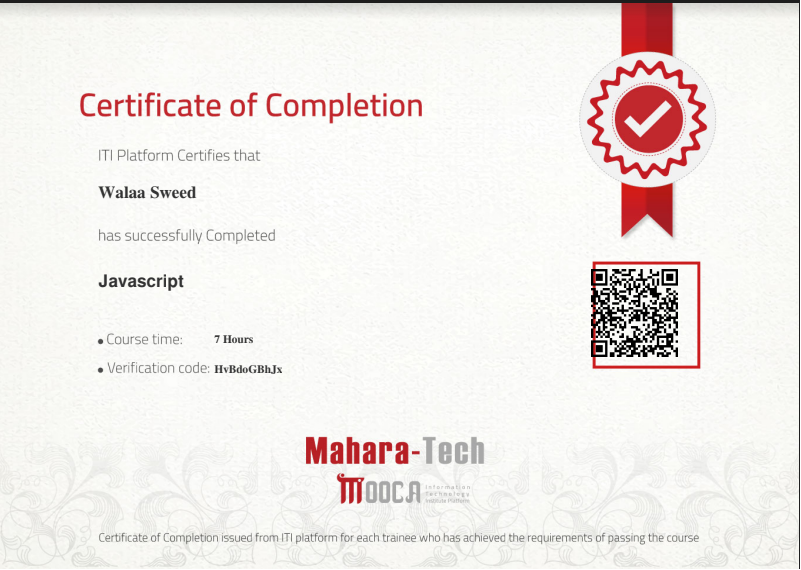 Certificate of Completion
ITI Platform Certifies that
Walaa Sweed
has successfully Completed
Javascript
Course time: 7 Hours
Verification code: HvBdoGBhJx
Mahara-Tech
MOOCA Information Technology Institute Platform
Certificate of Completion issued from ITI platform for each trainee who has achieved the requirements of passing the course